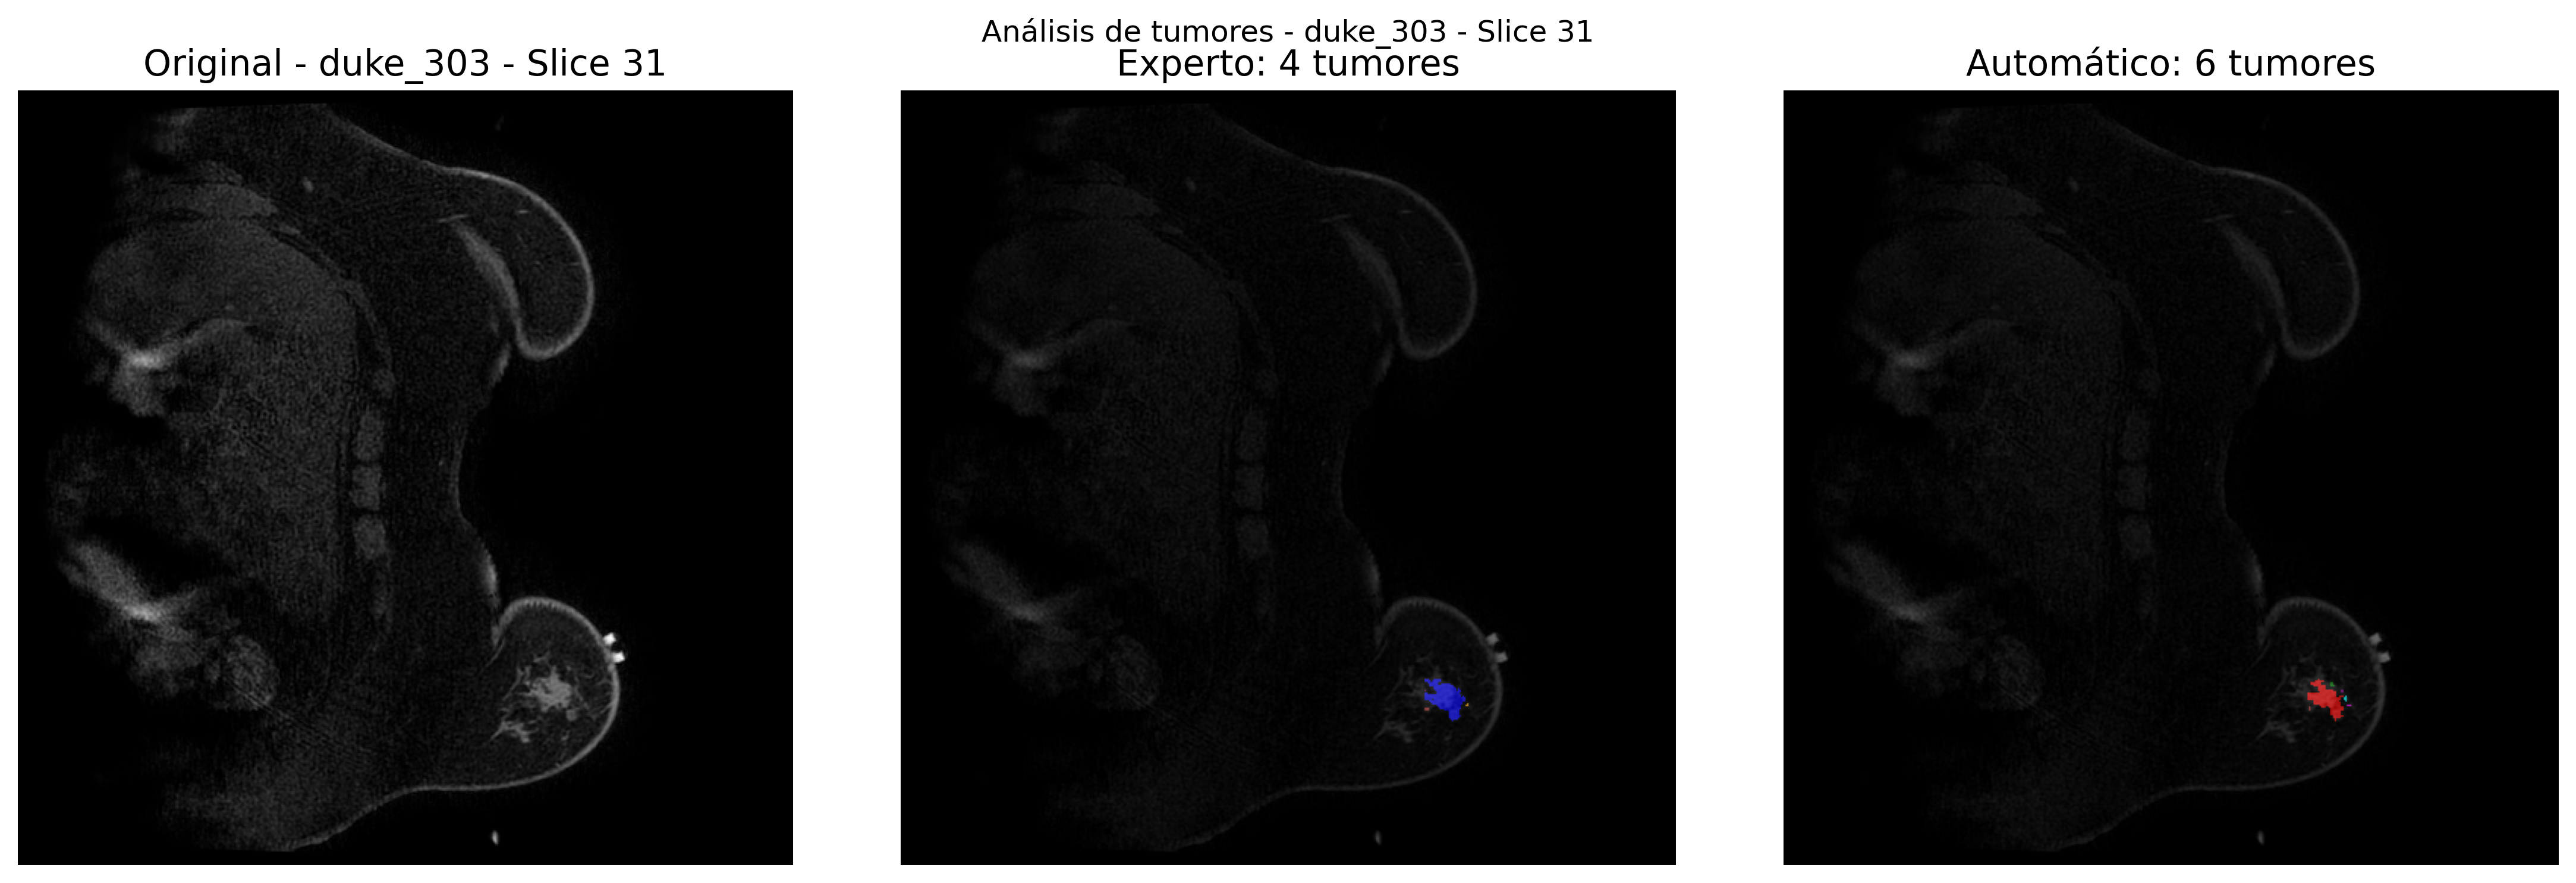 Análisis de tumores - duke_303 - Slice 31
Original - duke_303 - Slice 31
Experto: 4 tumores
Automático: 6 tumores